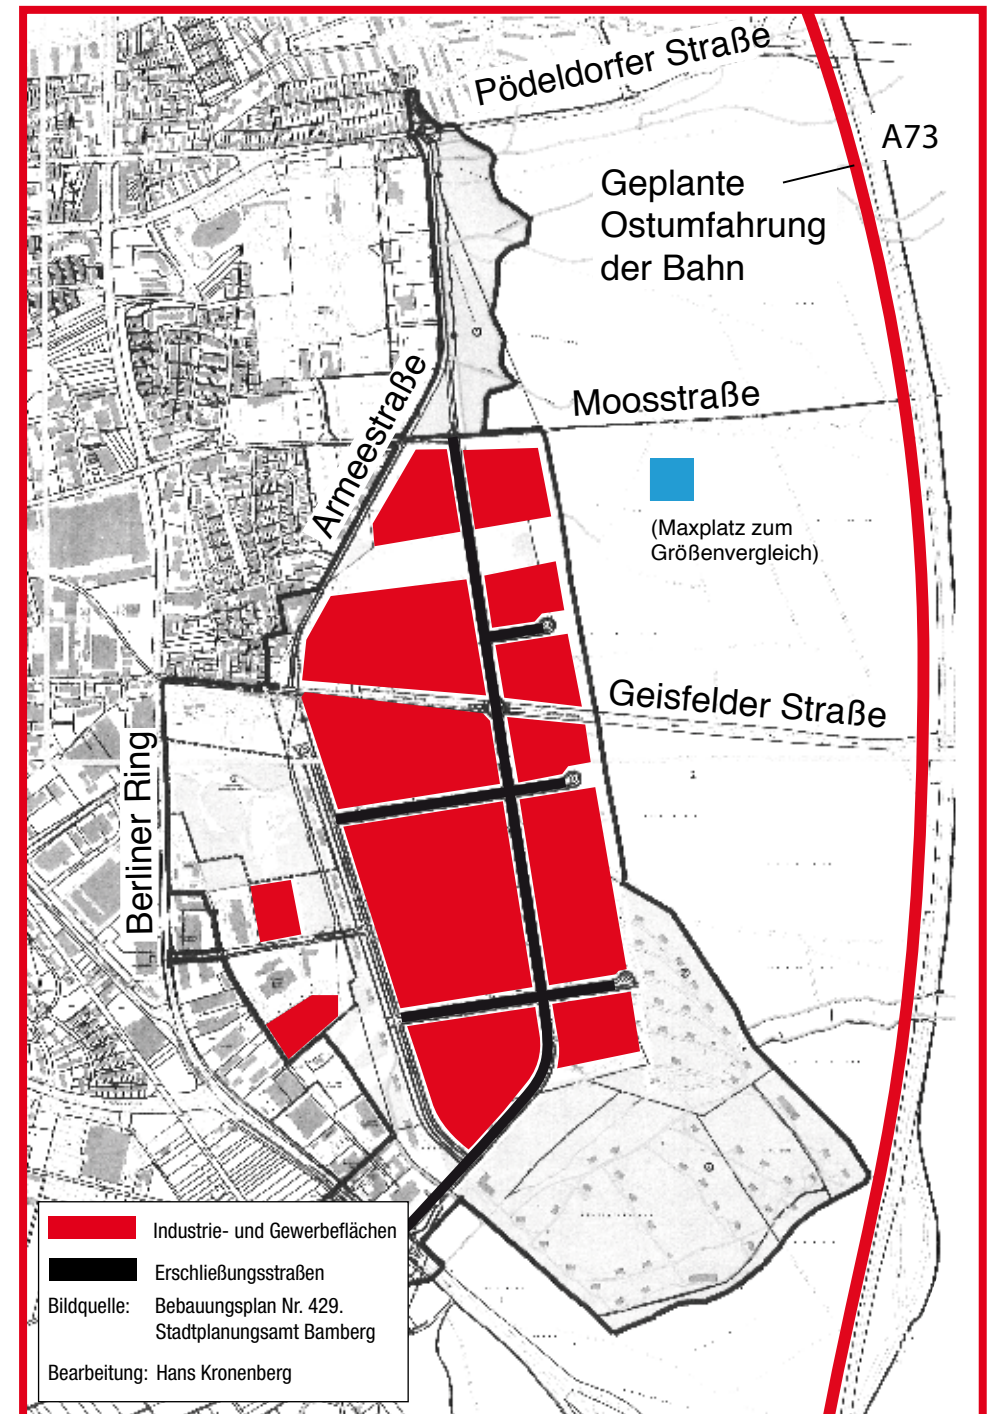 Pödeldorfer Straße
A73
Geplante
Ostumfahrung
der Bahn
Armeestraße
Moosstraße
(Maxplatz zum
Größenvergleich)
Geisfelder Straße
Berliner Ring
Industrie- und Gewerbeflächen
Erschließungsstraßen
Bildquelle: Bebauungsplan Nr. 429.
Stadtplanungsamt Bamberg
Bearbeitung: Hans Kronenberg